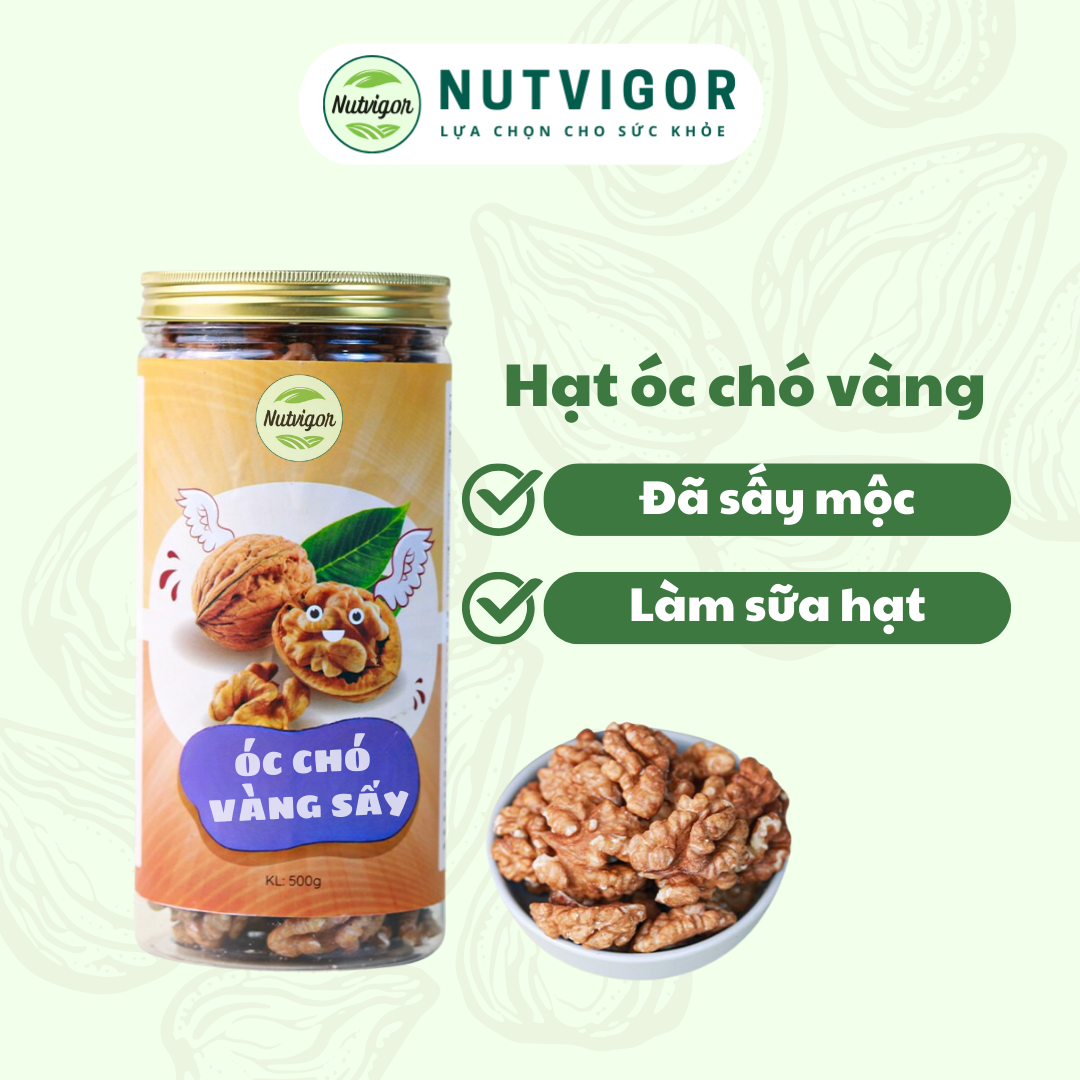 Nutvigor
NUTVIGOR
LỰA CHỌN CHO SỨC KHỎE
Nutvigor
ÓC CHÓ
VÀNG SẤY
KL: 500g
Hạt óc chó vàng
Đã sấy mộc
Làm sữa hạt